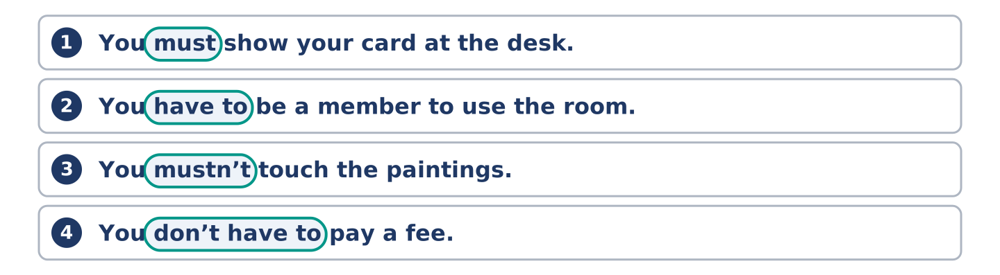 1 You must show your card at the desk.
2 You have to be a member to use the room.
3 You mustn’t touch the paintings.
4 You don’t have to pay a fee.